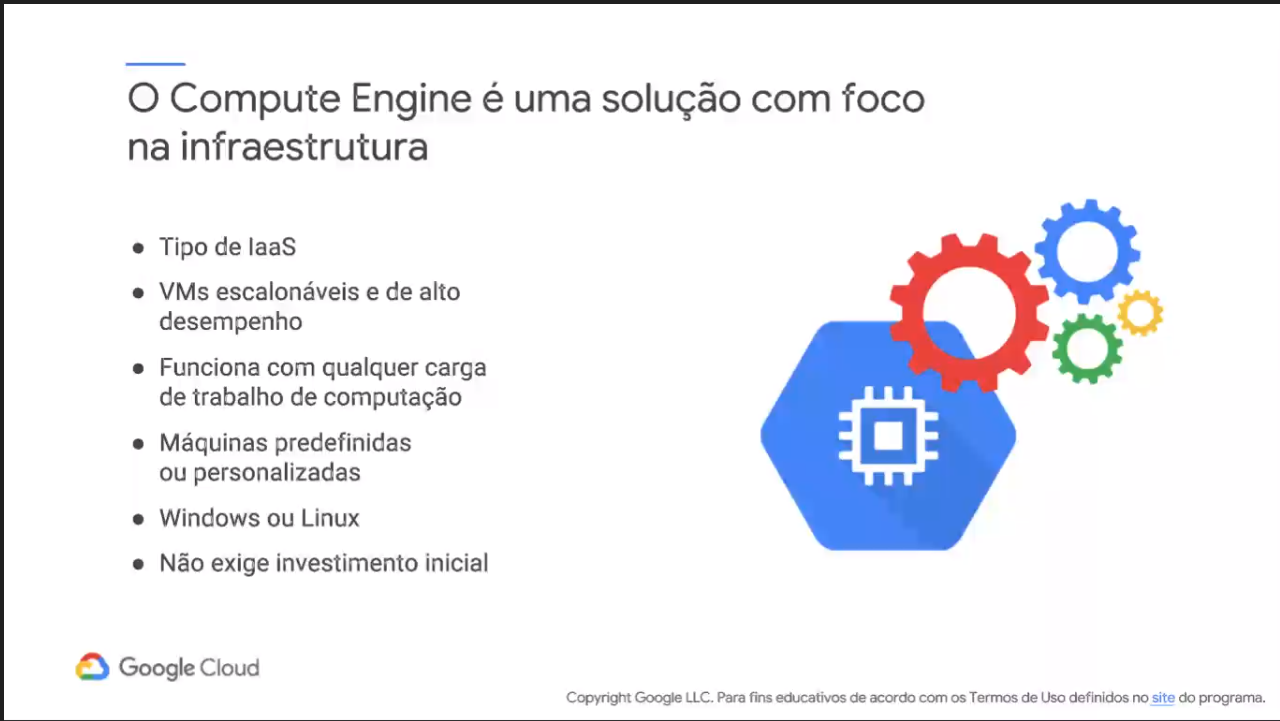 O Compute Engine é uma solução com foco
na infraestrutura
● Tipo de IaaS
● VMs escalonáveis e de alto
desempenho
● Funciona com qualquer carga
de trabalho de computação
● Máquinas predefinidas
ou personalizadas
● Windows ou Linux
● Não exige investimento inicial
Google Cloud
Copyright Google LLC. Para fins educativos de acordo com os Termos de Uso definidos no site do programa.